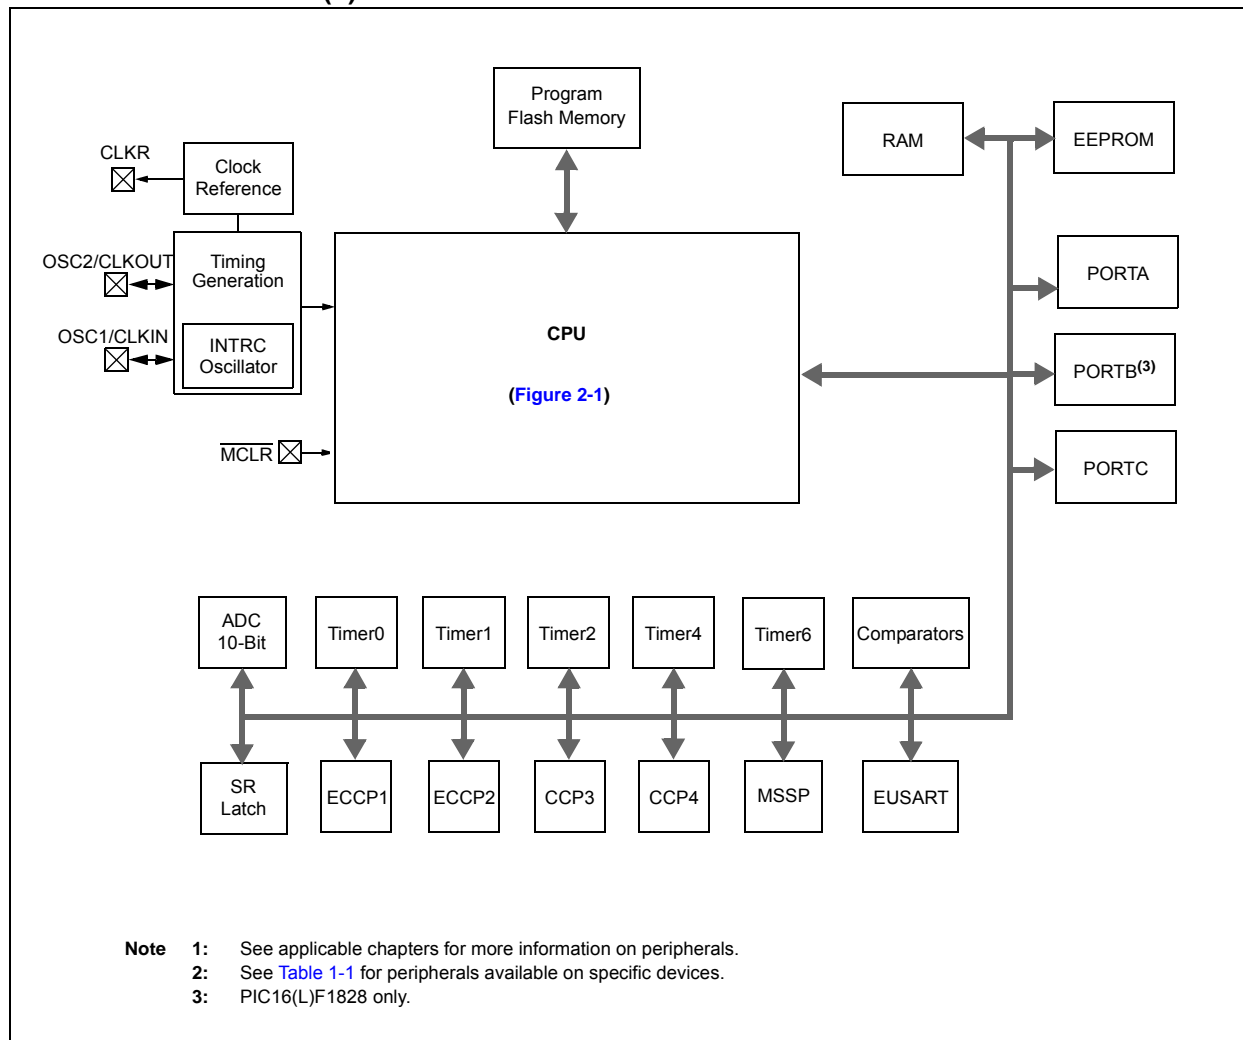 Program
Flash Memory
RAM
EEPROM
CLKR
Clock
Reference
OSC2/CLKOUT
Timing
Generation
PORTA
OSC1/CLKIN
INTRC
Oscillator
CPU
(Figure 2-1)
PORTB(3)
MCLR
PORTC
ADC
10-Bit
Timer0
Timer1
Timer2
Timer4
Timer6
Comparators
SR
Latch
ECCP1
ECCP2
CCP3
CCP4
MSSP
EUSART
Note 1: See applicable chapters for more information on peripherals.
2: See Table 1-1 for peripherals available on specific devices.
3: PIC16(L)F1828 only.